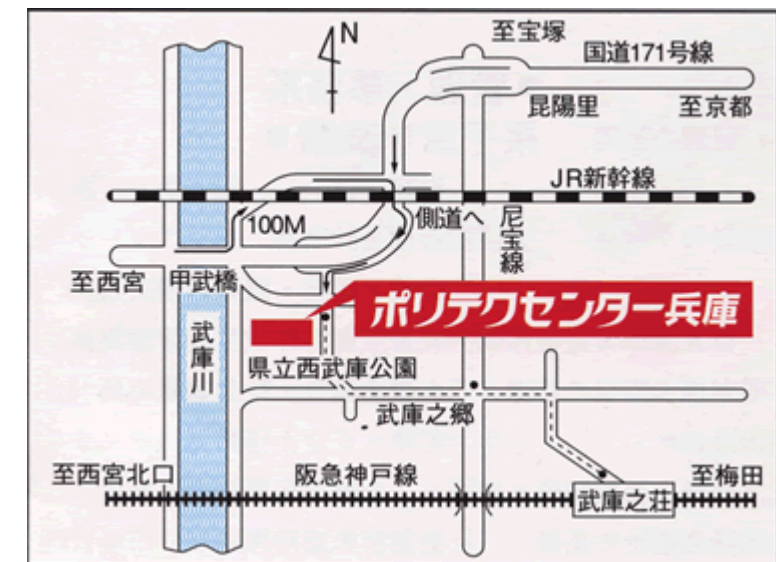 N
至宝塚
国道171号線
昆陽里
至京都
JR新幹線
100M
側道へ
尼宝線
至西宮
甲武橋
ポリテクセンター兵庫
武庫川
県立西武庫公園
武庫之郷
至西宮北口
阪急神戸線
至梅田
武庫之荘